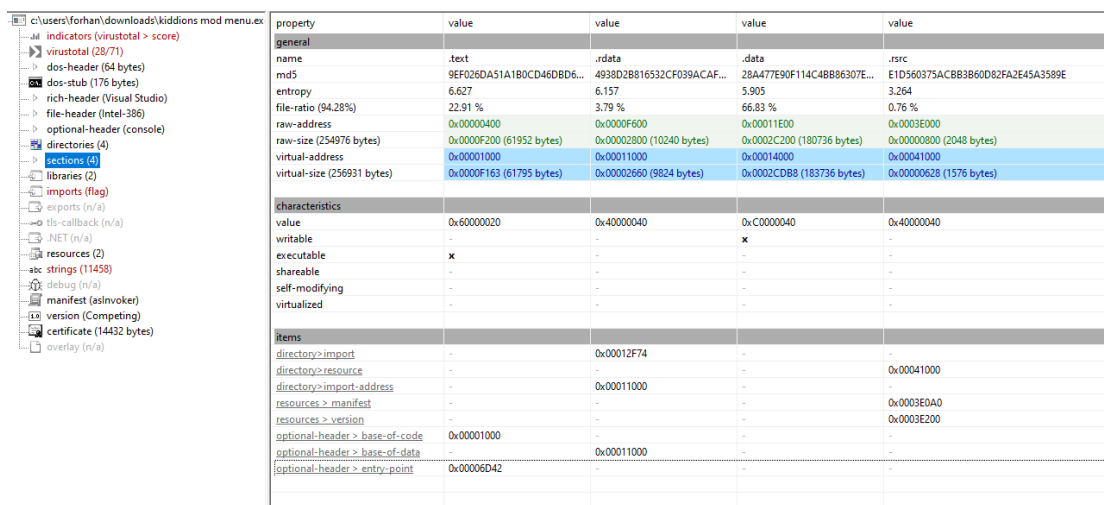 c:\users\forhan\downloads\kiddions mod menu.ex
indicators (virustotal > score)
virustotal (28/71)
dos-header (64 bytes)
dos-stub (176 bytes)
rich-header (Visual Studio)
file-header (Intel-386)
optional-header (console)
directories (4)
sections (4)
libraries (2)
imports (flag)
exports (n/a)
tls-callback (n/a)
.NET (n/a)
resources (2)
abc strings (11458)
debug (n/a)
manifest (asInvoker)
1.0 version (Competing)
certificate (14432 bytes)
overlay (n/a)
property value value value value
general
name .text .rdata .data .rsrc
md5 9EF026DA51A1B0CD46DBD6... 4938D2B816532CF039ACAF... 28A477E90F114C4BB86307E... E1D560375ACBB3B60D82FA2E45A3589E
entropy 6.627 6.157 5.905 3.264
file-ratio (94.28%) 22.91 % 3.79 % 66.83 % 0.76 %
raw-address 0x00000400 0x0000F600 0x00011E00 0x0003E000
raw-size (254976 bytes) 0x0000F200 (61952 bytes) 0x00002800 (10240 bytes) 0x0002C200 (180736 bytes) 0x00000800 (2048 bytes)
virtual-address 0x00001000 0x00011000 0x00014000 0x00041000
virtual-size (256931 bytes) 0x0000F163 (61795 bytes) 0x00002660 (9824 bytes) 0x0002CDB8 (183736 bytes) 0x00000628 (1576 bytes)
characteristics
value 0x60000020 0x40000040 0xC0000040 0x40000040
writable - - x -
executable x - - -
shareable - - - -
self-modifying - - - -
virtualized - - - -
items
directory>import - 0x00012F74 - -
directory>resource - - - 0x00041000
directory>import-address - 0x00011000 - -
resources > manifest - - - 0x0003E0A0
resources > version - - - 0x0003E200
optional-header > base-of-code 0x00001000 - - -
optional-header > base-of-data - 0x00011000 - -
optional-header > entry-point 0x00006D42 - - -